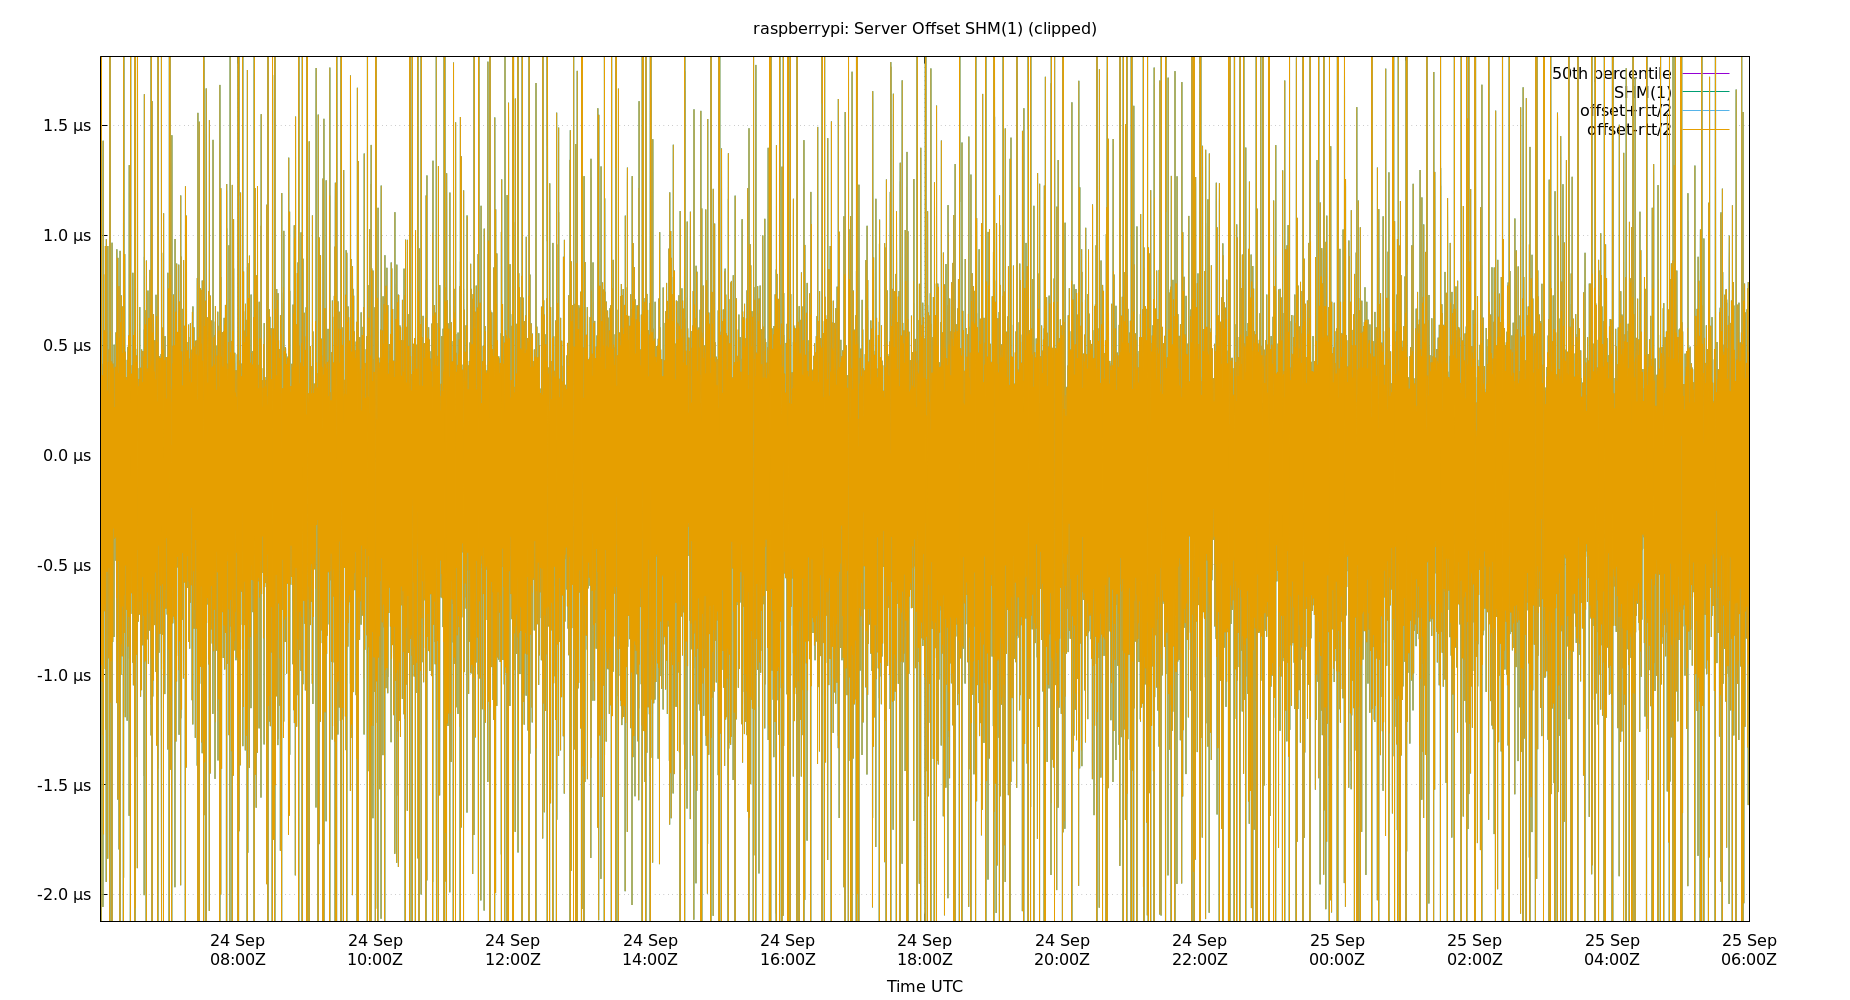 raspberrypi: Server Offset SHM(1) (clipped)
50th percentile
SHM(1)
offset+rtt/2
offset-rtt/2
1.5 µs
1.0 µs
0.5 µs
0.0 µs
-0.5 µs
-1.0 µs
-1.5 µs
-2.0 µs
24 Sep 24 Sep 24 Sep 24 Sep 24 Sep 24 Sep 24 Sep 24 Sep 25 Sep 25 Sep 25 Sep 25 Sep
08:00Z 10:00Z 12:00Z 14:00Z 16:00Z 18:00Z 20:00Z 22:00Z 00:00Z 02:00Z 04:00Z 06:00Z
Time UTC